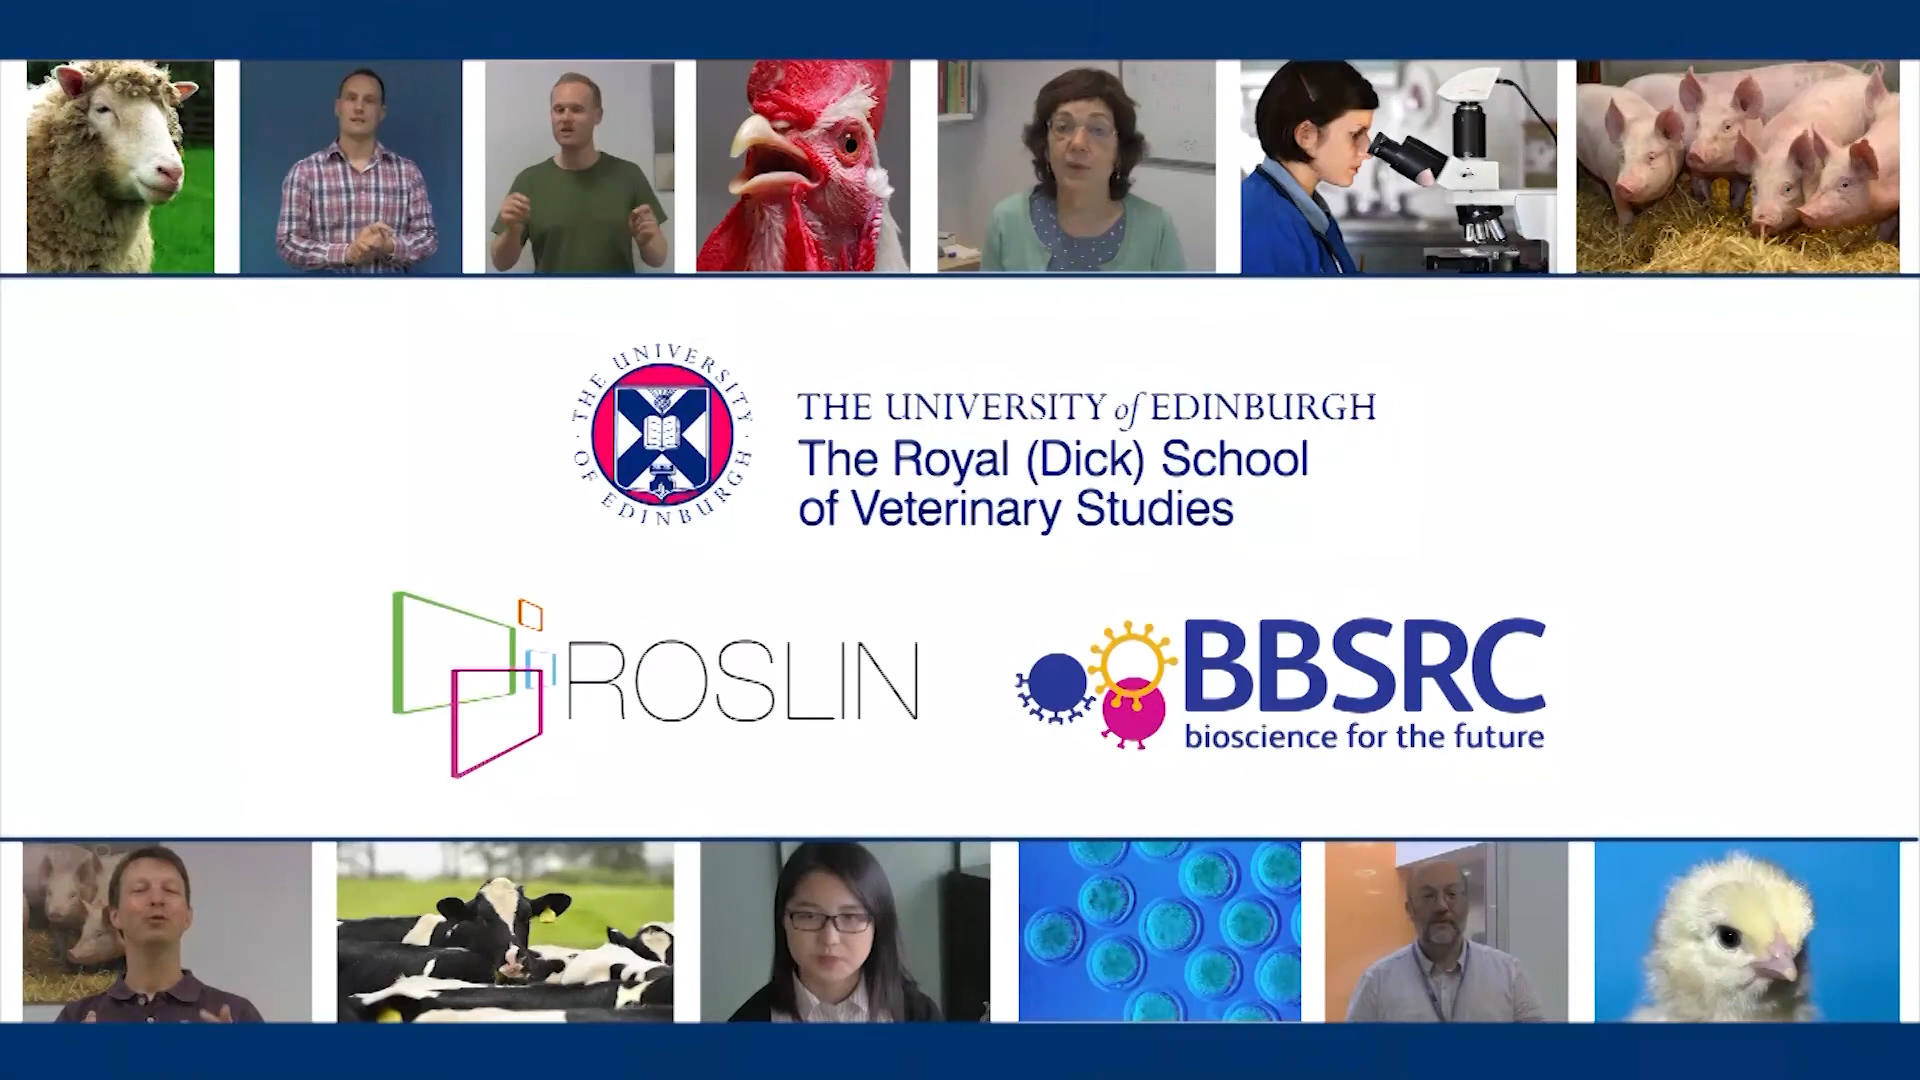 THE UNIVERSITY OF EDINBURGH
THE UNIVERSITY of EDINBURGH
The Royal (Dick) School
of Veterinary Studies
ROSLIN
BBSRC
bioscience for the future